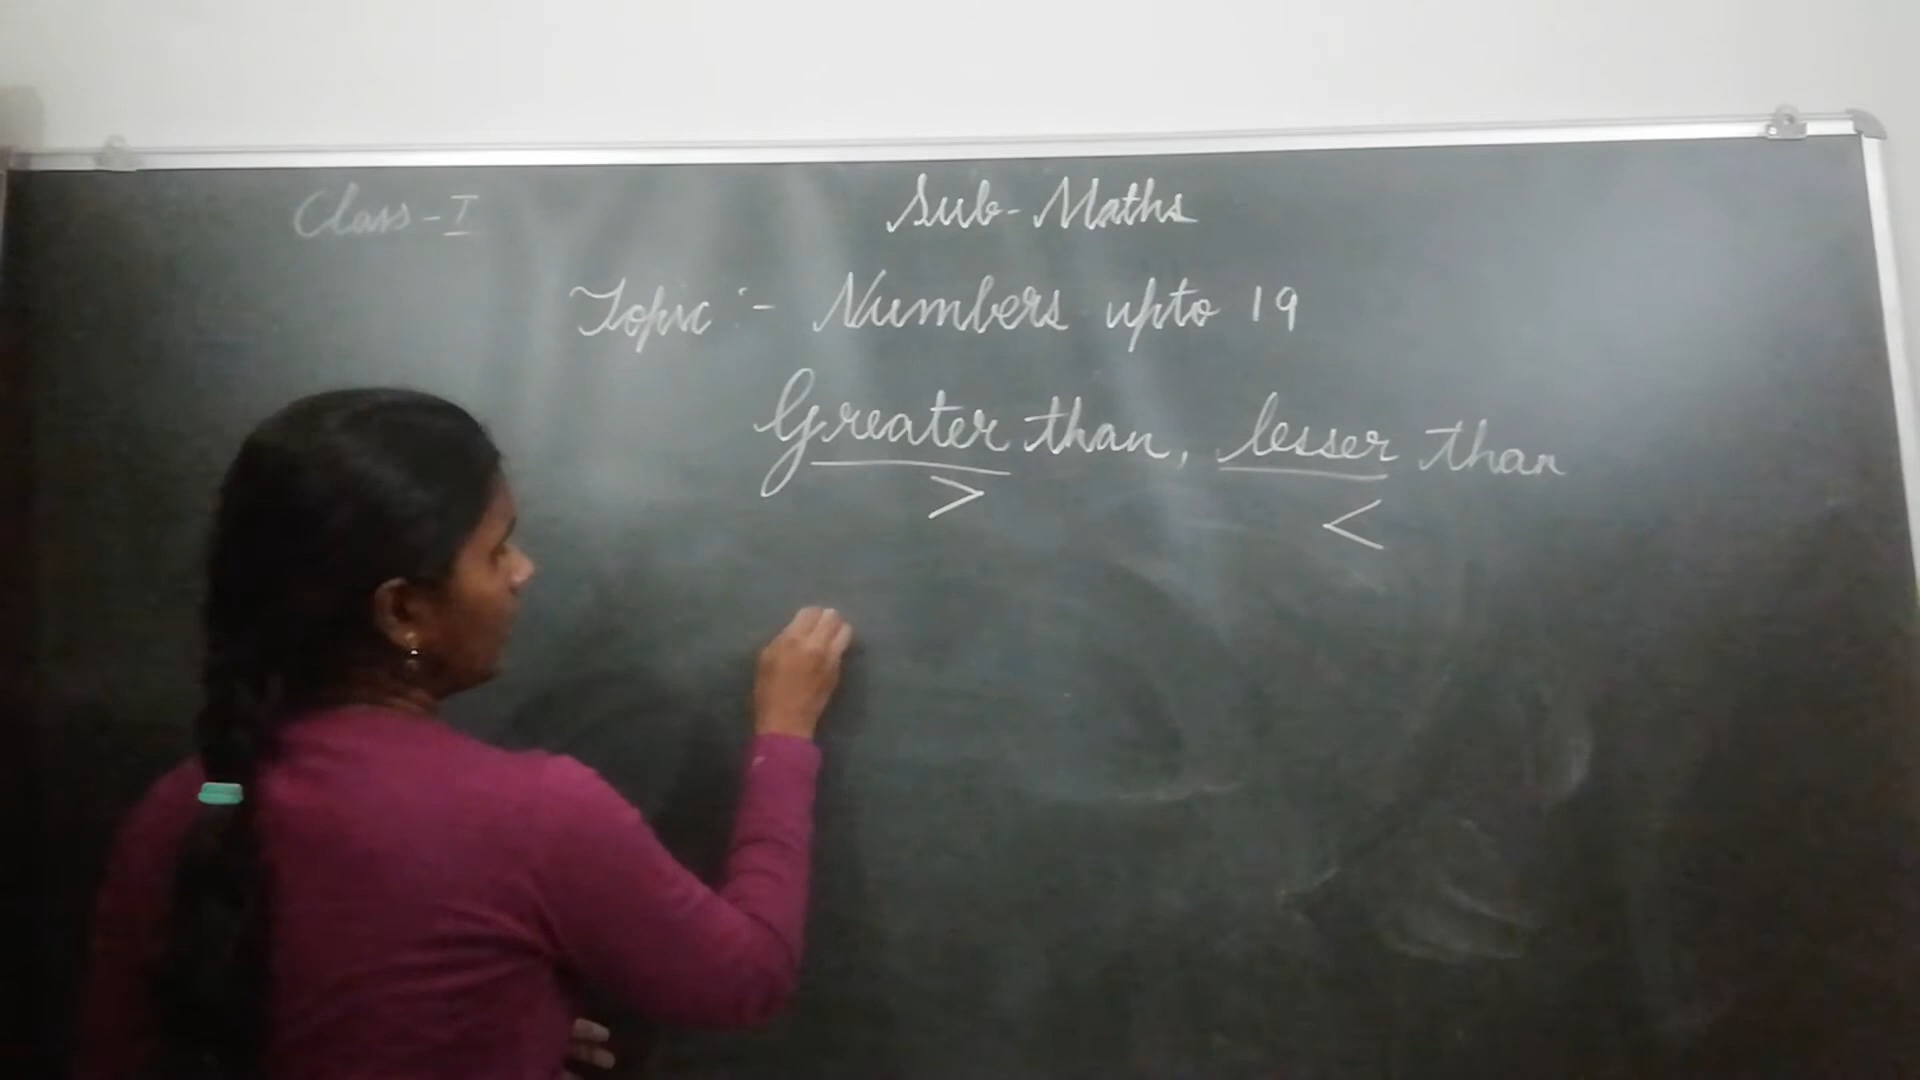 Class - I
Sub - Maths
Topic :- Numbers upto 19
Greater than, lesser than
> <